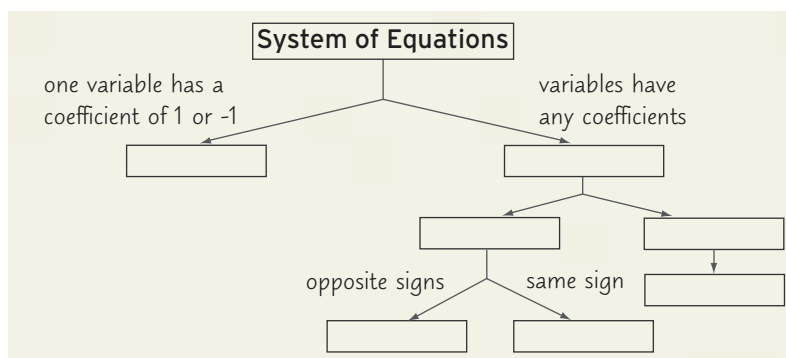 System of Equations
one variable has a
coefficient of 1 or -1
variables have
any coefficients
opposite signs
same sign